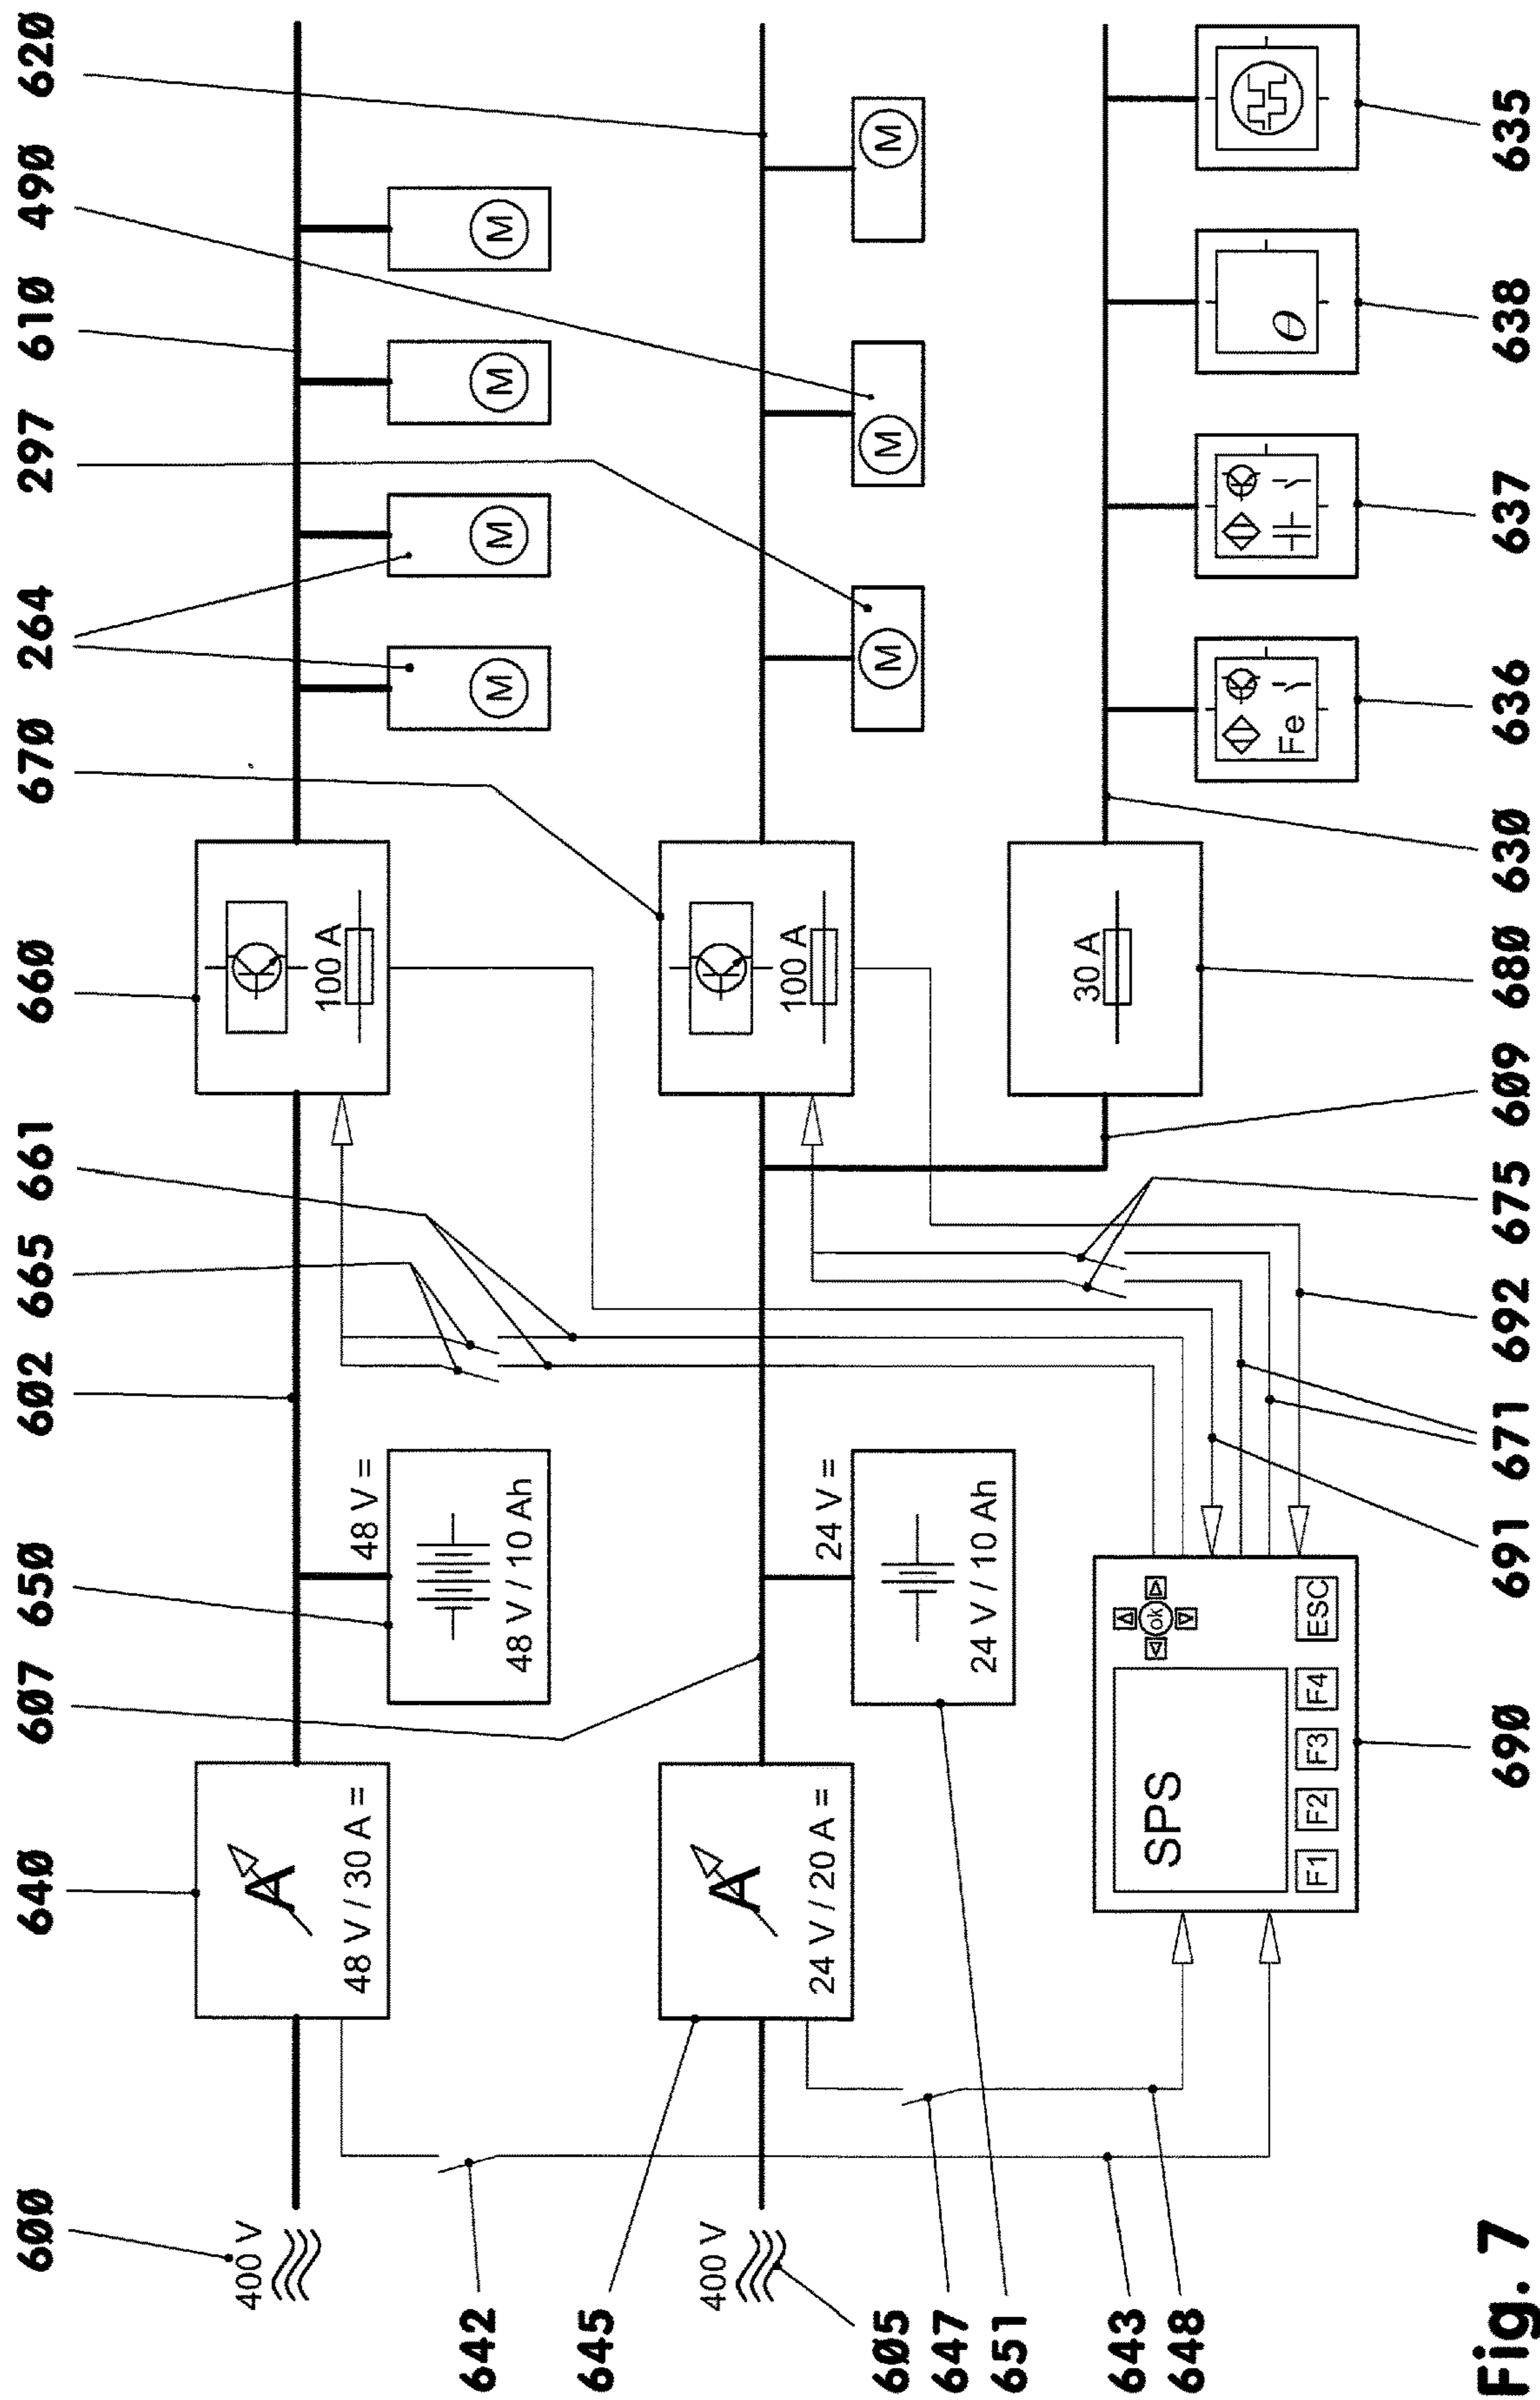 600 640 607 650 602 665 661 660 670 264 297 610 490 620
400 V
48 V / 30 A =
48 V =
48 V / 10 Ah
100 A
M
M
M
M
400 V
24 V / 20 A =
24 V =
24 V / 10 Ah
100 A
M
M
M
30 A
SPS
ok
F1 F2 F3 F4 ESC
Fe
θ
642
645
605
647
651
643
648
690 691 671 692 675 609 680 630 636 637 638 635
Fig. 7